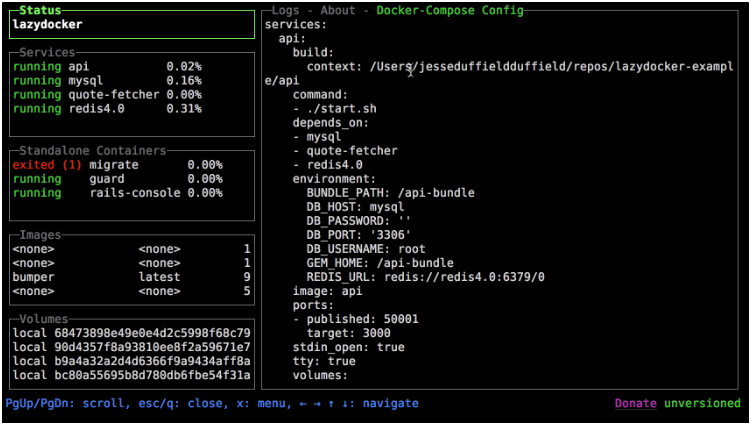 Status
lazydocker
Services
running api 0.02%
running mysql 0.16%
running quote-fetcher 0.00%
running redis4.0 0.31%
Standalone Containers
exited (1) migrate 0.00%
running guard 0.00%
running rails-console 0.00%
Images
<none> <none> 1
<none> <none> 1
bumper latest 9
<none> <none> 5
Volumes
local 68473898e49e0e4d2c5998f68c79
local 90d4357f8a93810ee8f2a59671e7
local b9a4a32a2d4d6366f9a9434aff8a
local bc80a55695b8d780db6fbe54f31a
Logs - About - Docker-Compose Config
services:
  api:
    build:
      context: /Users/jesseduffieldduffield/repos/lazydocker-exampl
e/api
    command:
    - ./start.sh
    depends_on:
    - mysql
    - quote-fetcher
    - redis4.0
    environment:
      BUNDLE_PATH: /api-bundle
      DB_HOST: mysql
      DB_PASSWORD: ''
      DB_PORT: '3306'
      DB_USERNAME: root
      GEM_HOME: /api-bundle
      REDIS_URL: redis://redis4.0:6379/0
    image: api
    ports:
    - published: 50001
      target: 3000
    stdin_open: true
    tty: true
    volumes:
PgUp/PgDn: scroll, esc/q: close, x: menu, ← → ↑ ↓: navigate
Donate unversioned